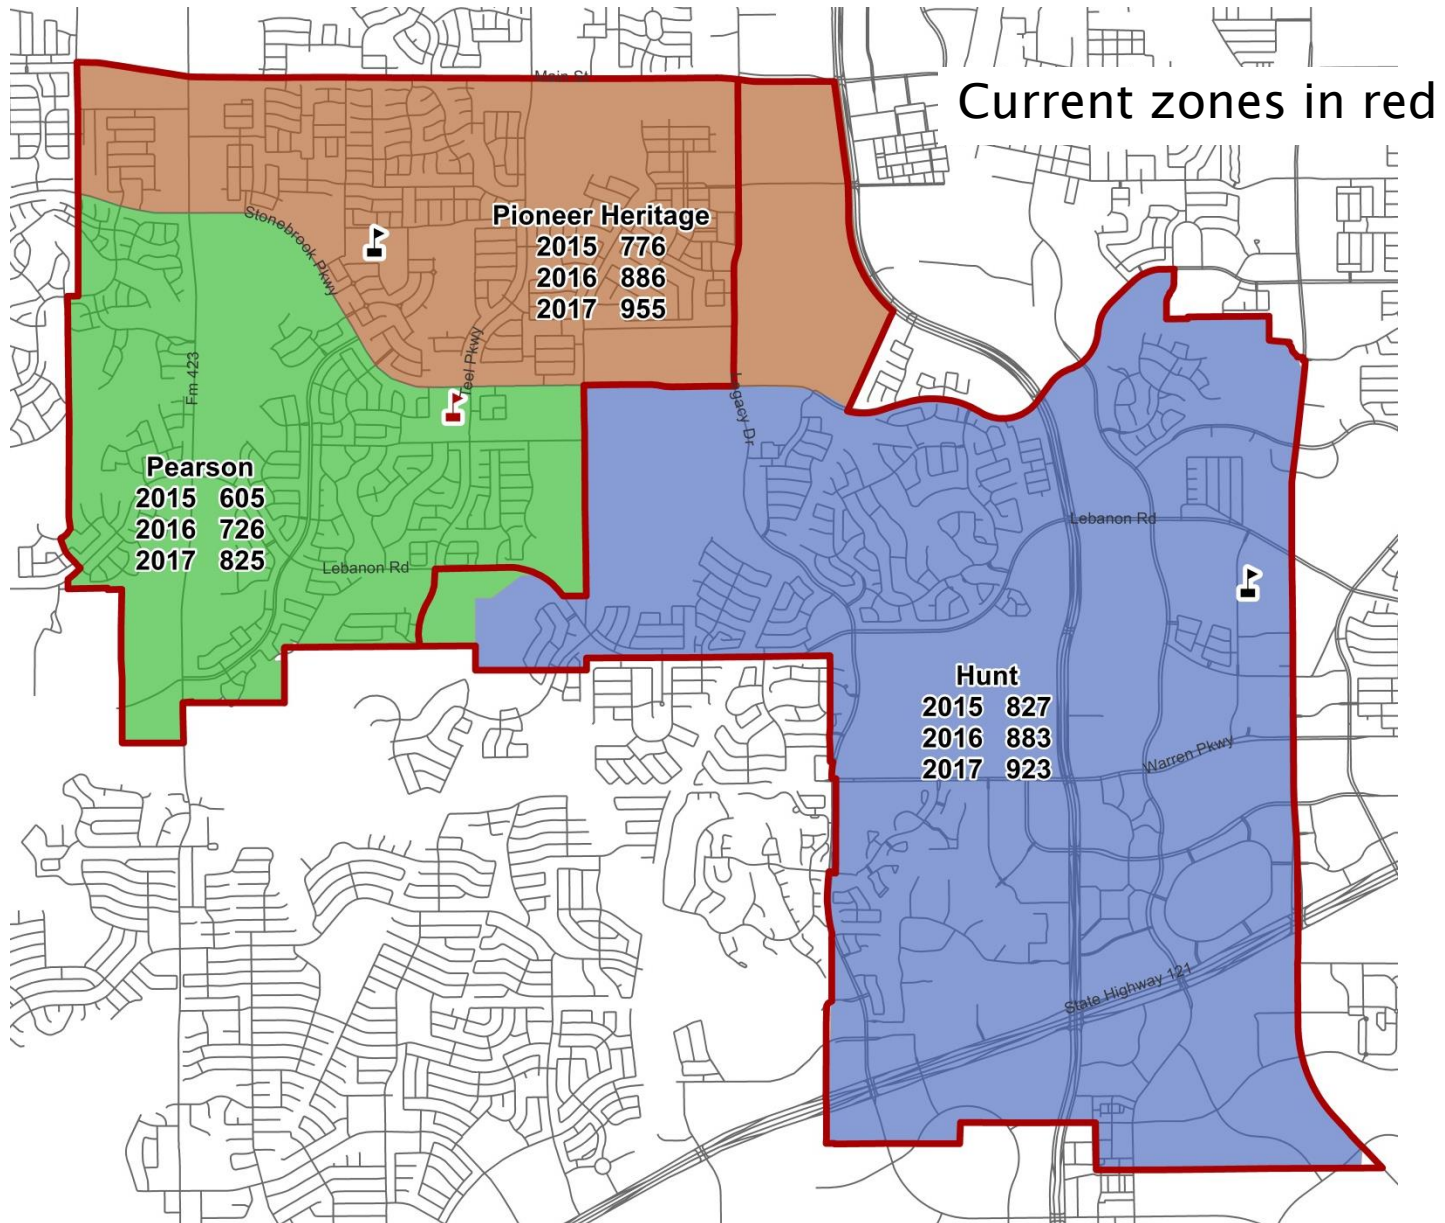 Main St
Current zones in red
Stonebrook Pkwy
Pioneer Heritage
2015 776
2016 886
2017 955
Fm 423
Teel Pkwy
Legacy Dr
Pearson
2015 605
2016 726
2017 825
Lebanon Rd
Lebanon Rd
Hunt
2015 827
2016 883
2017 923
Warren Pkwy
State Highway 121